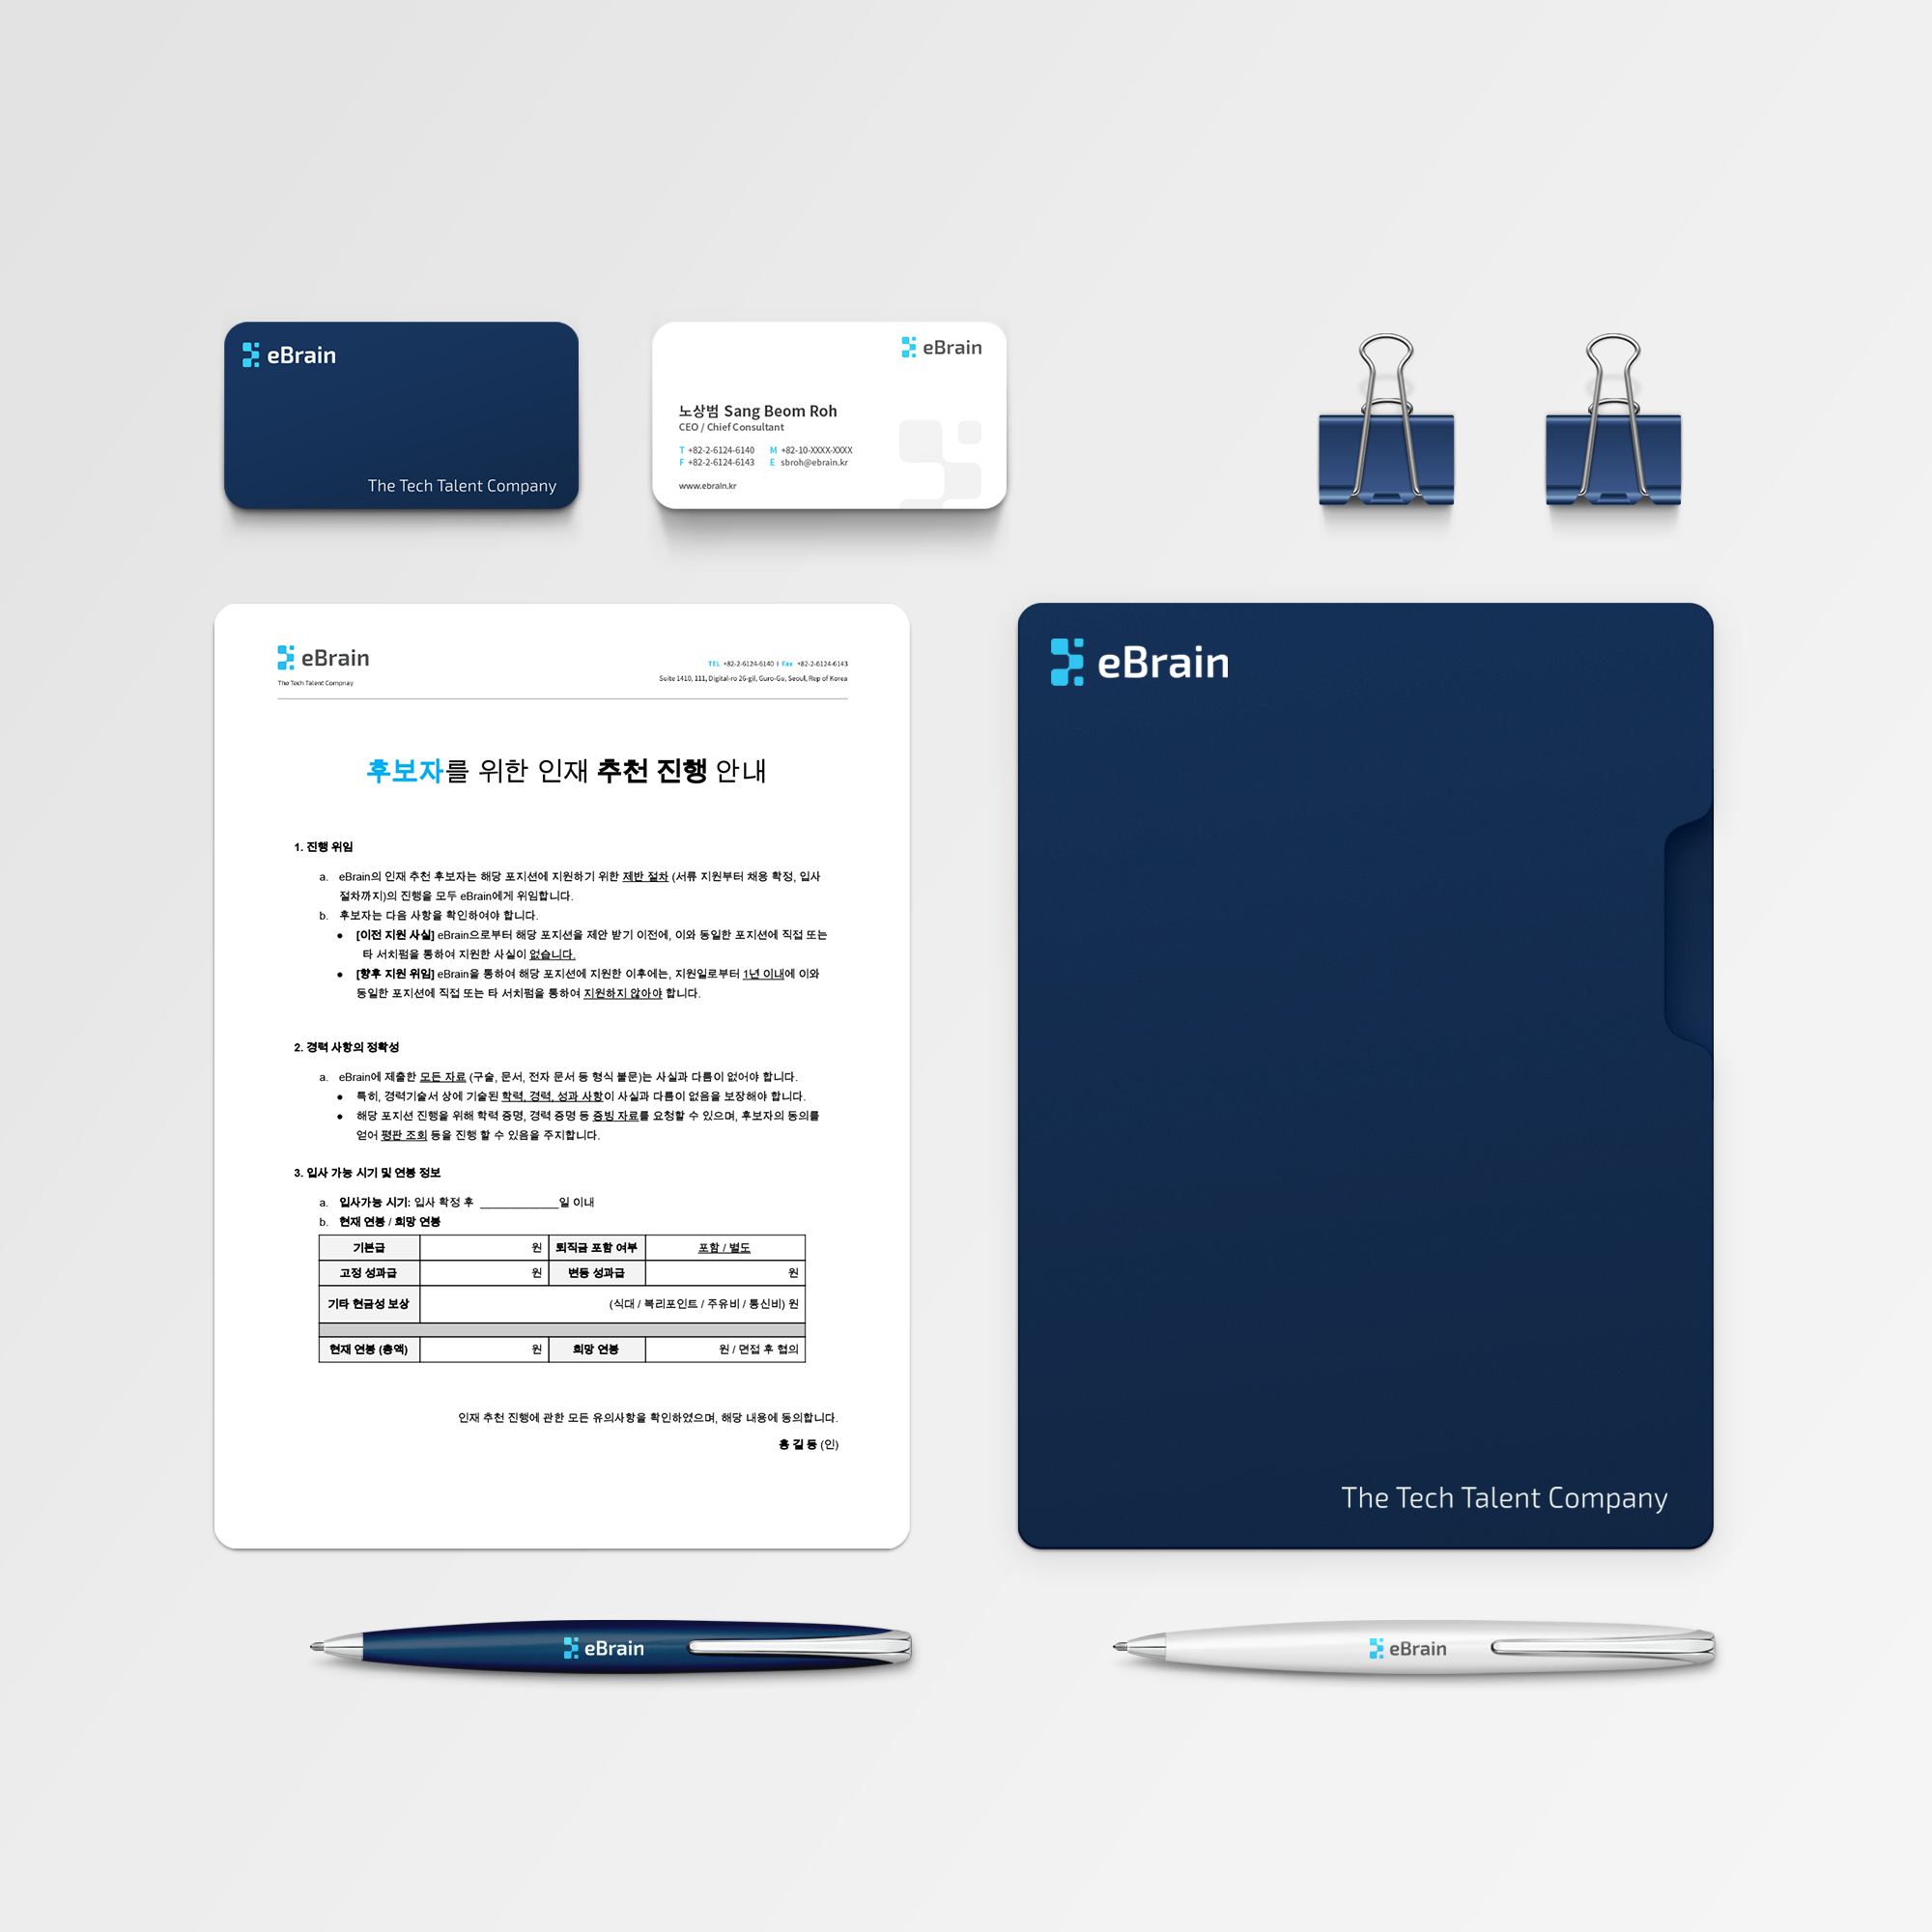 eBrain
The Tech Talent Company
eBrain
노상범 Sang Beom Roh
CEO / Chief Consultant
T +82-2-6124-6140 M +82-10-XXXX-XXXX
F +82-2-6124-6143 E sbroh@ebrain.kr
www.ebrain.kr
eBrain
The Tech Talent Compnay
TEL +82-2-6124-6140 I Fax +82-2-6124-6143
Suite 1410, 111, Digital-ro 26-gil, Guro-Gu, Seoul, Rep of Korea
후보자를 위한 인재 추천 진행 안내
1. 진행 위임
a. eBrain의 인재 추천 후보자는 해당 포지션에 지원하기 위한 제반 절차 (서류 지원부터 채용 확정, 입사
절차까지)의 진행을 모두 eBrain에게 위임합니다.
b. 후보자는 다음 사항을 확인하여야 합니다.
● [이전 지원 사실] eBrain으로부터 해당 포지션을 제안 받기 이전에, 이와 동일한 포지션에 직접 또는
타 서치펌을 통하여 지원한 사실이 없습니다.
● [향후 지원 위임] eBrain을 통하여 해당 포지션에 지원한 이후에는, 지원일로부터 1년 이내에 이와
동일한 포지션에 직접 또는 타 서치펌을 통하여 지원하지 않아야 합니다.
2. 경력 사항의 정확성
a. eBrain에 제출한 모든 자료 (구술, 문서, 전자 문서 등 형식 불문)는 사실과 다름이 없어야 합니다.
● 특히, 경력기술서 상에 기술된 학력, 경력, 성과 사항이 사실과 다름이 없음을 보장해야 합니다.
● 해당 포지션 진행을 위해 학력 증명, 경력 증명 등 증빙 자료를 요청할 수 있으며, 후보자의 동의를
얻어 평판 조회 등을 진행 할 수 있음을 주지합니다.
3. 입사 가능 시기 및 연봉 정보
a. 입사가능 시기: 입사 확정 후 _____________일 이내
b. 현재 연봉 / 희망 연봉
기본급 원 퇴직금 포함 여부 포함 / 별도
고정 성과급 원 변동 성과급 원
기타 현금성 보상 (식대 / 복리포인트 / 주유비 / 통신비) 원
현재 연봉 (총액) 원 희망 연봉 원 / 면접 후 협의
인재 추천 진행에 관한 모든 유의사항을 확인하였으며, 해당 내용에 동의합니다.
홍 길 동 (인)
eBrain
The Tech Talent Company
eBrain
eBrain